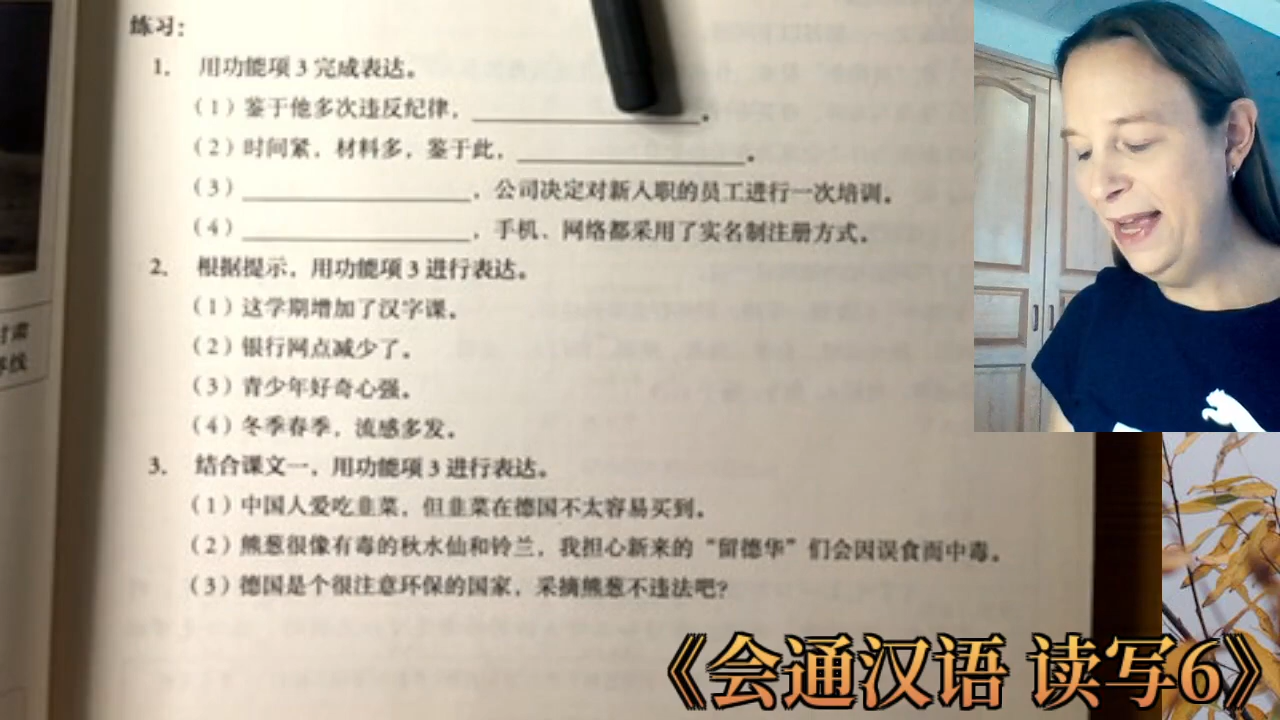 练习：
1. 用功能项3完成表达。
（1）鉴于他多次违反纪律，____________。
（2）时间紧，材料多，鉴于此，____________。
（3）____________，公司决定对新入职的员工进行一次培训。
（4）____________，手机、网络都采用了实名制注册方式。
2. 根据提示，用功能项3进行表达。
（1）这学期增加了汉字课。
（2）银行网点减少了。
（3）青少年好奇心强。
（4）冬季春季，流感多发。
3. 结合课文一，用功能项3进行表达。
（1）中国人爱吃韭菜，但韭菜在德国不太容易买到。
（2）熊葱很像有毒的秋水仙和铃兰，我担心新来的“留德华”们会因误食而中毒。
（3）德国是个很注意环保的国家，采摘熊葱不违法吧？
《会通汉语 读写6》